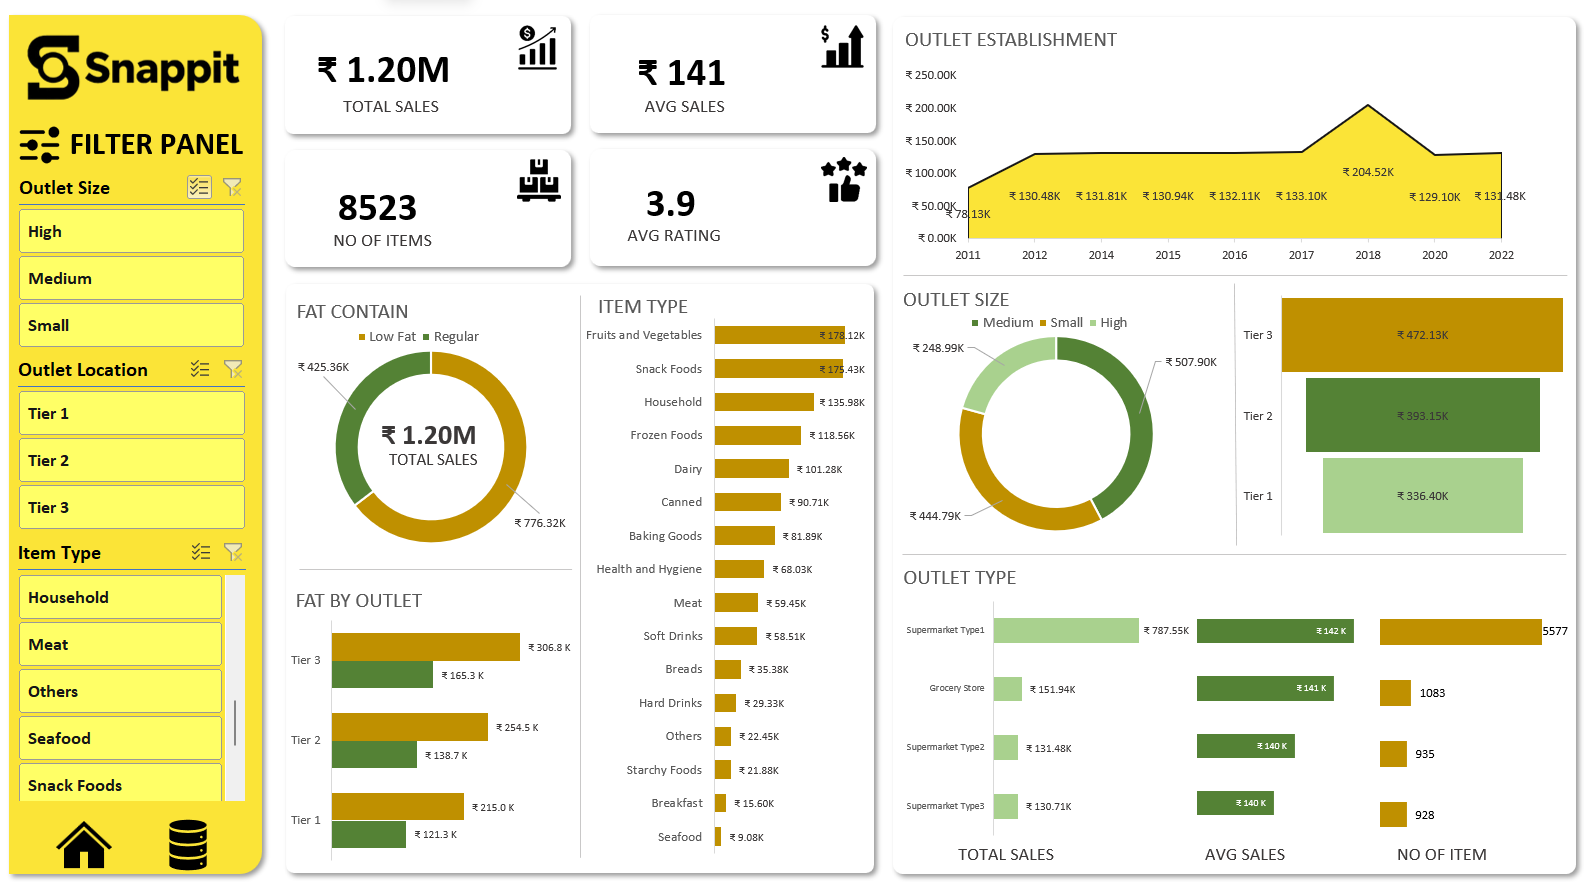 Snappit
FILTER PANEL
Outlet Size
High
Medium
Small
Outlet Location
Tier 1
Tier 2
Tier 3
Item Type
Household
Meat
Others
Seafood
Snack Foods
₹ 1.20M
TOTAL SALES
₹ 141
AVG SALES
8523
NO OF ITEMS
3.9
AVG RATING
FAT CONTAIN
Low Fat Regular
₹ 425.36K
₹ 1.20M
TOTAL SALES
₹ 776.32K
FAT BY OUTLET
Tier 3
₹ 306.8 K
₹ 165.3 K
Tier 2
₹ 254.5 K
₹ 138.7 K
Tier 1
₹ 215.0 K
₹ 121.3 K
ITEM TYPE
Fruits and Vegetables ₹ 178.12K
Snack Foods ₹ 175.43K
Household ₹ 135.98K
Frozen Foods ₹ 118.56K
Dairy ₹ 101.28K
Canned ₹ 90.71K
Baking Goods ₹ 81.89K
Health and Hygiene ₹ 68.03K
Meat ₹ 59.45K
Soft Drinks ₹ 58.51K
Breads ₹ 35.38K
Hard Drinks ₹ 29.33K
Others ₹ 22.45K
Starchy Foods ₹ 21.88K
Breakfast ₹ 15.60K
Seafood ₹ 9.08K
OUTLET ESTABLISHMENT
₹ 250.00K
₹ 200.00K
₹ 150.00K
₹ 100.00K
₹ 50.00K
₹ 0.00K
₹ 78.13K ₹ 130.48K ₹ 131.81K ₹ 130.94K ₹ 132.11K ₹ 133.10K ₹ 204.52K ₹ 129.10K ₹ 131.48K
2011 2012 2014 2015 2016 2017 2018 2020 2022
OUTLET SIZE
Medium Small High
₹ 248.99K
₹ 507.90K
₹ 444.79K
Tier 3 ₹ 472.13K
Tier 2 ₹ 393.15K
Tier 1 ₹ 336.40K
OUTLET TYPE
Supermarket Type1 ₹ 787.55K ₹ 142 K 5577
Grocery Store ₹ 151.94K ₹ 141 K 1083
Supermarket Type2 ₹ 131.48K ₹ 140 K 935
Supermarket Type3 ₹ 130.71K ₹ 140 K 928
TOTAL SALES AVG SALES NO OF ITEM